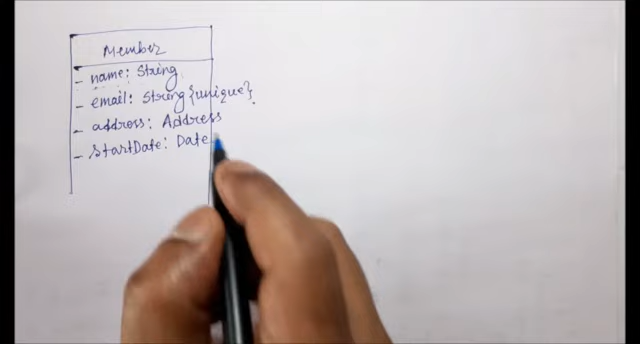 Member
- name: String
- email: String {unique}.
- address: Address
- startDate: Date